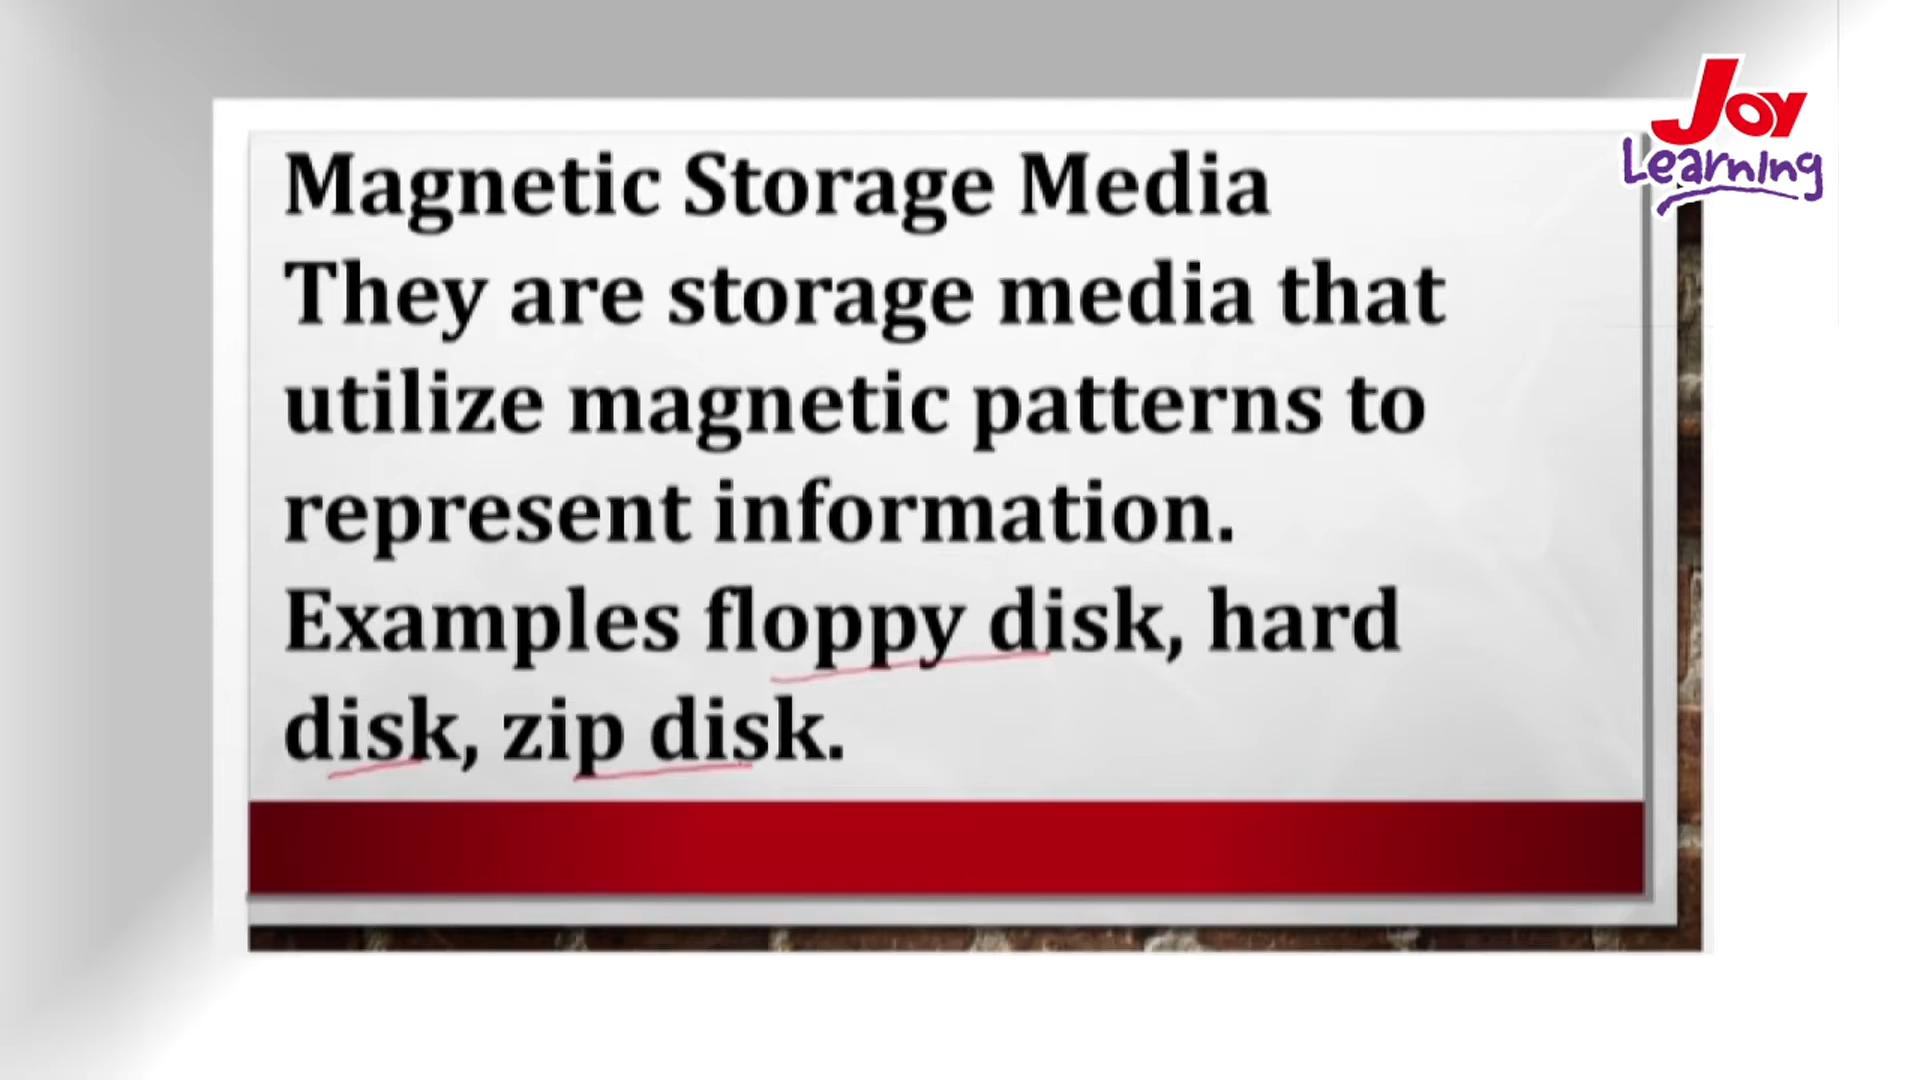 Joy
Learning
Magnetic Storage Media
They are storage media that
utilize magnetic patterns to
represent information.
Examples floppy disk, hard
disk, zip disk.